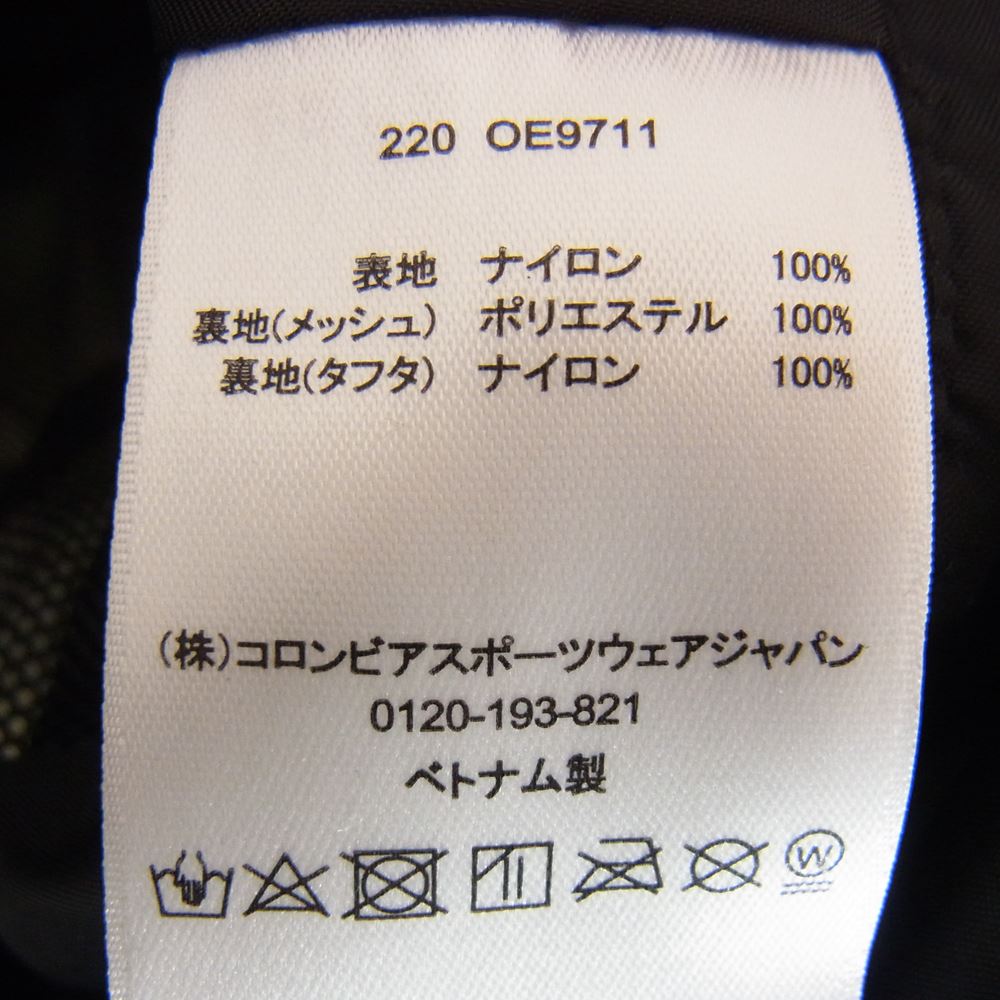 220 OE9711
表地 ナイロン 100%
裏地(メッシュ) ポリエステル 100%
裏地(タフタ) ナイロン 100%
(株)コロンビアスポーツウェアジャパン
0120-193-821
ベトナム製
W